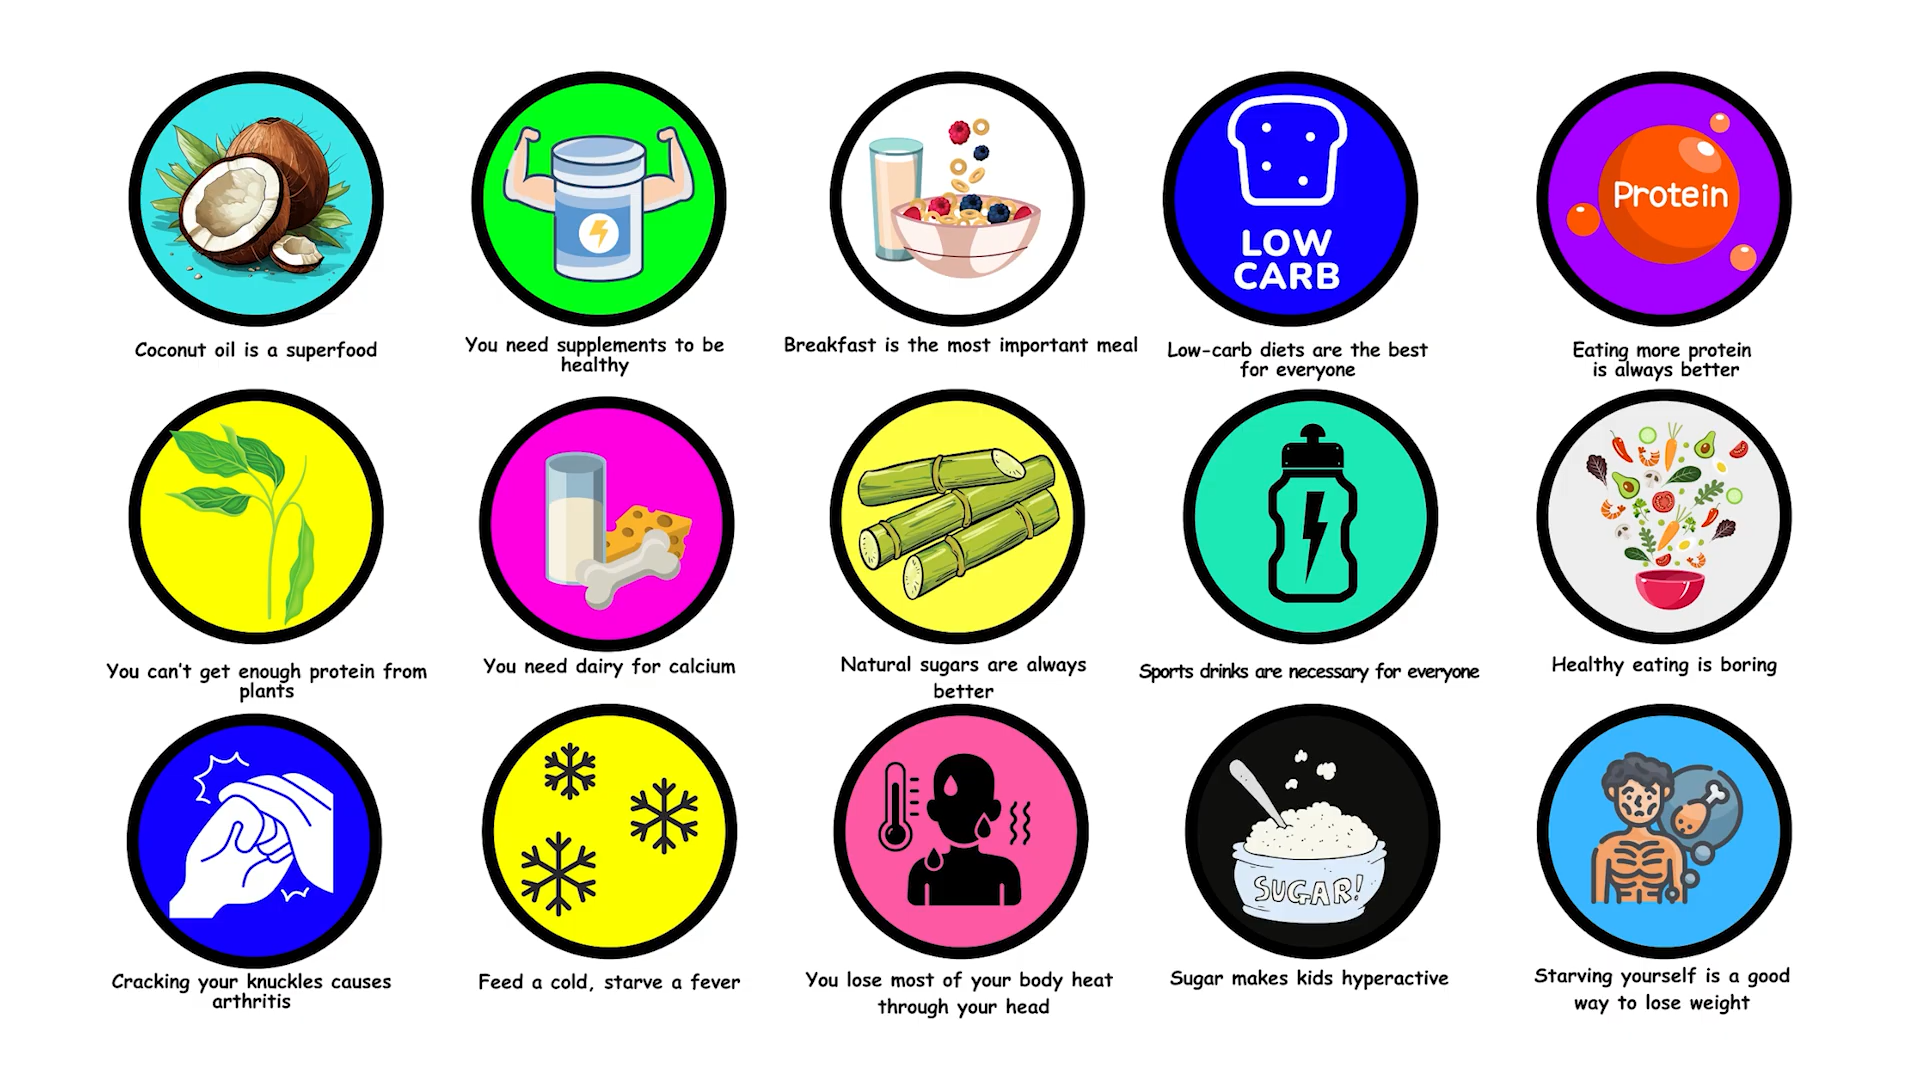 LOW
CARB
Protein
Coconut oil is a superfood
You need supplements to be
healthy
Breakfast is the most important meal
Low-carb diets are the best
for everyone
Eating more protein
is always better
You can't get enough protein from
plants
You need dairy for calcium
Natural sugars are always
better
Sports drinks are necessary for everyone
Healthy eating is boring
SUGAR!
Cracking your knuckles causes
arthritis
Feed a cold, starve a fever
You lose most of your body heat
through your head
Sugar makes kids hyperactive
Starving yourself is a good
way to lose weight